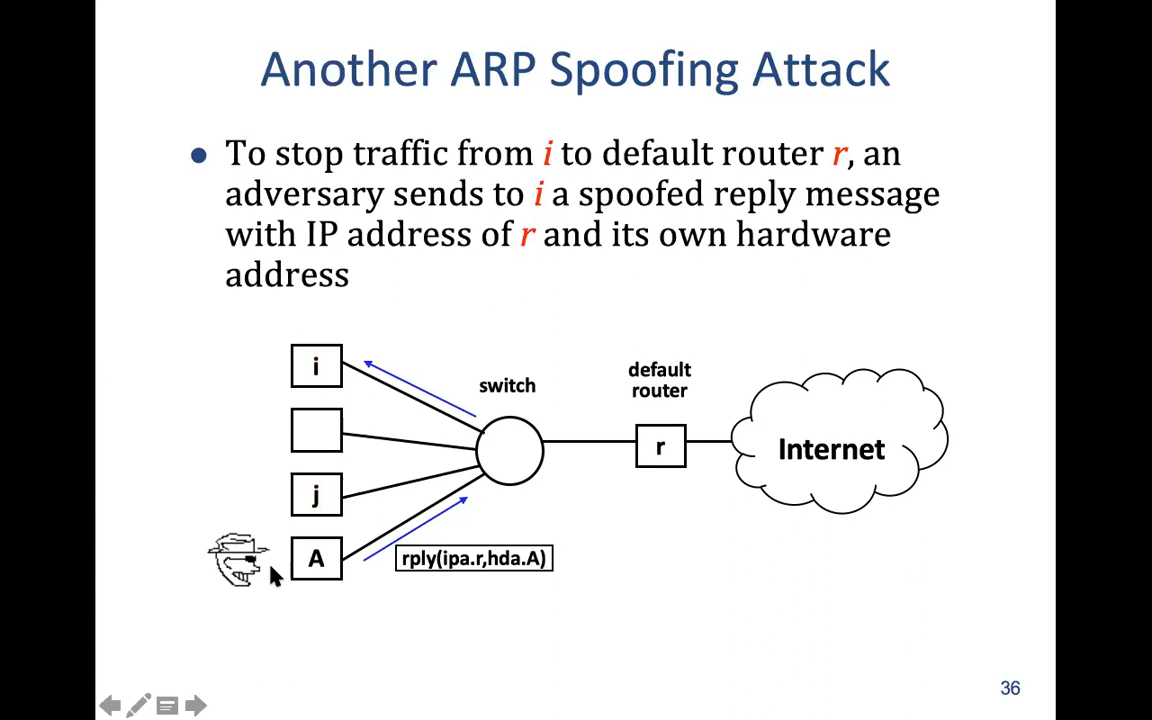 Another ARP Spoofing Attack
● To stop traffic from i to default router r, an
adversary sends to i a spoofed reply message
with IP address of r and its own hardware
address
i
switch
default
router
r
Internet
j
A
rply(ipa.r,hda.A)
36